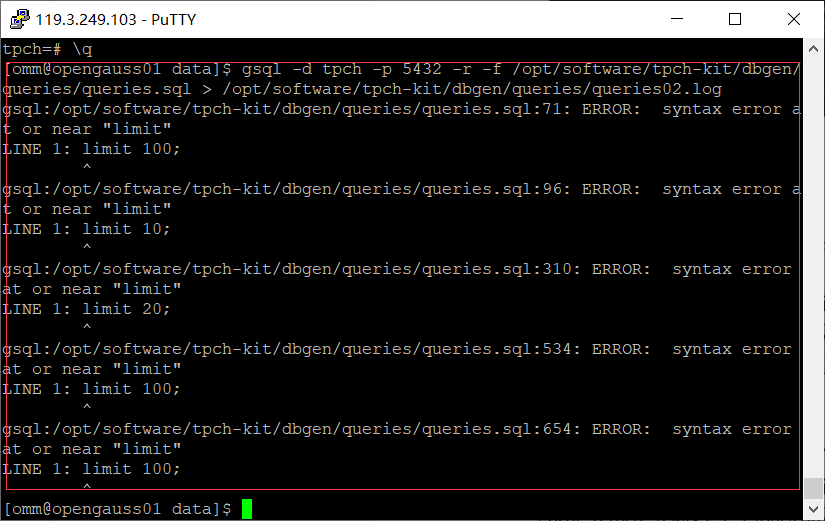 119.3.249.103 - PuTTY
tpch=# \q
[omm@opengauss01 data]$ gsql -d tpch -p 5432 -r -f /opt/software/tpch-kit/dbgen/
queries/queries.sql > /opt/software/tpch-kit/dbgen/queries/queries02.log
gsql:/opt/software/tpch-kit/dbgen/queries/queries.sql:71: ERROR:  syntax error a
t or near "limit"
LINE 1: limit 100;
        ^
gsql:/opt/software/tpch-kit/dbgen/queries/queries.sql:96: ERROR:  syntax error a
t or near "limit"
LINE 1: limit 10;
        ^
gsql:/opt/software/tpch-kit/dbgen/queries/queries.sql:310: ERROR:  syntax error
at or near "limit"
LINE 1: limit 20;
        ^
gsql:/opt/software/tpch-kit/dbgen/queries/queries.sql:534: ERROR:  syntax error
at or near "limit"
LINE 1: limit 100;
        ^
gsql:/opt/software/tpch-kit/dbgen/queries/queries.sql:654: ERROR:  syntax error
at or near "limit"
LINE 1: limit 100;
        ^
[omm@opengauss01 data]$